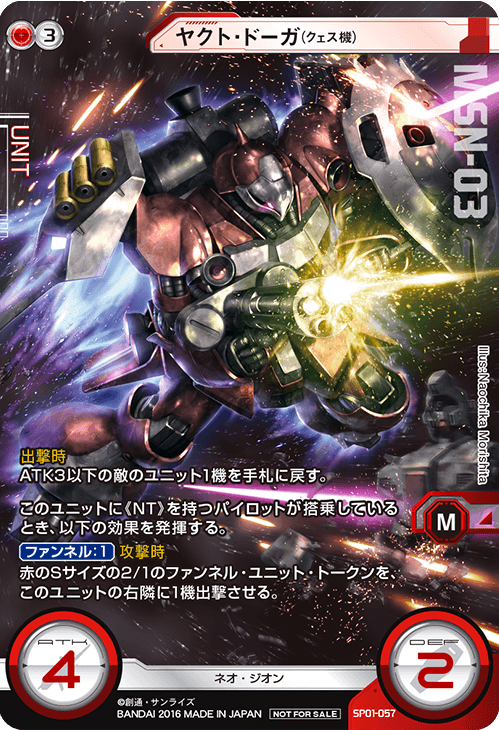 3
ヤクト・ドーガ(クェス機)
UNIT
MSN-03
Illus:Naochika Morishita
出撃時
ATK3以下の敵のユニット1機を手札に戻す。
このユニットに《NT》を持つパイロットが搭乗している
とき、以下の効果を発揮する。
ファンネル:1 攻撃時
赤のSサイズの2/1のファンネル・ユニット・トークンを、
このユニットの右隣に1機出撃させる。
M
ATK
4
DEF
2
ネオ・ジオン
©創通・サンライズ
BANDAI 2016 MADE IN JAPAN NOT FOR SALE SP01-057